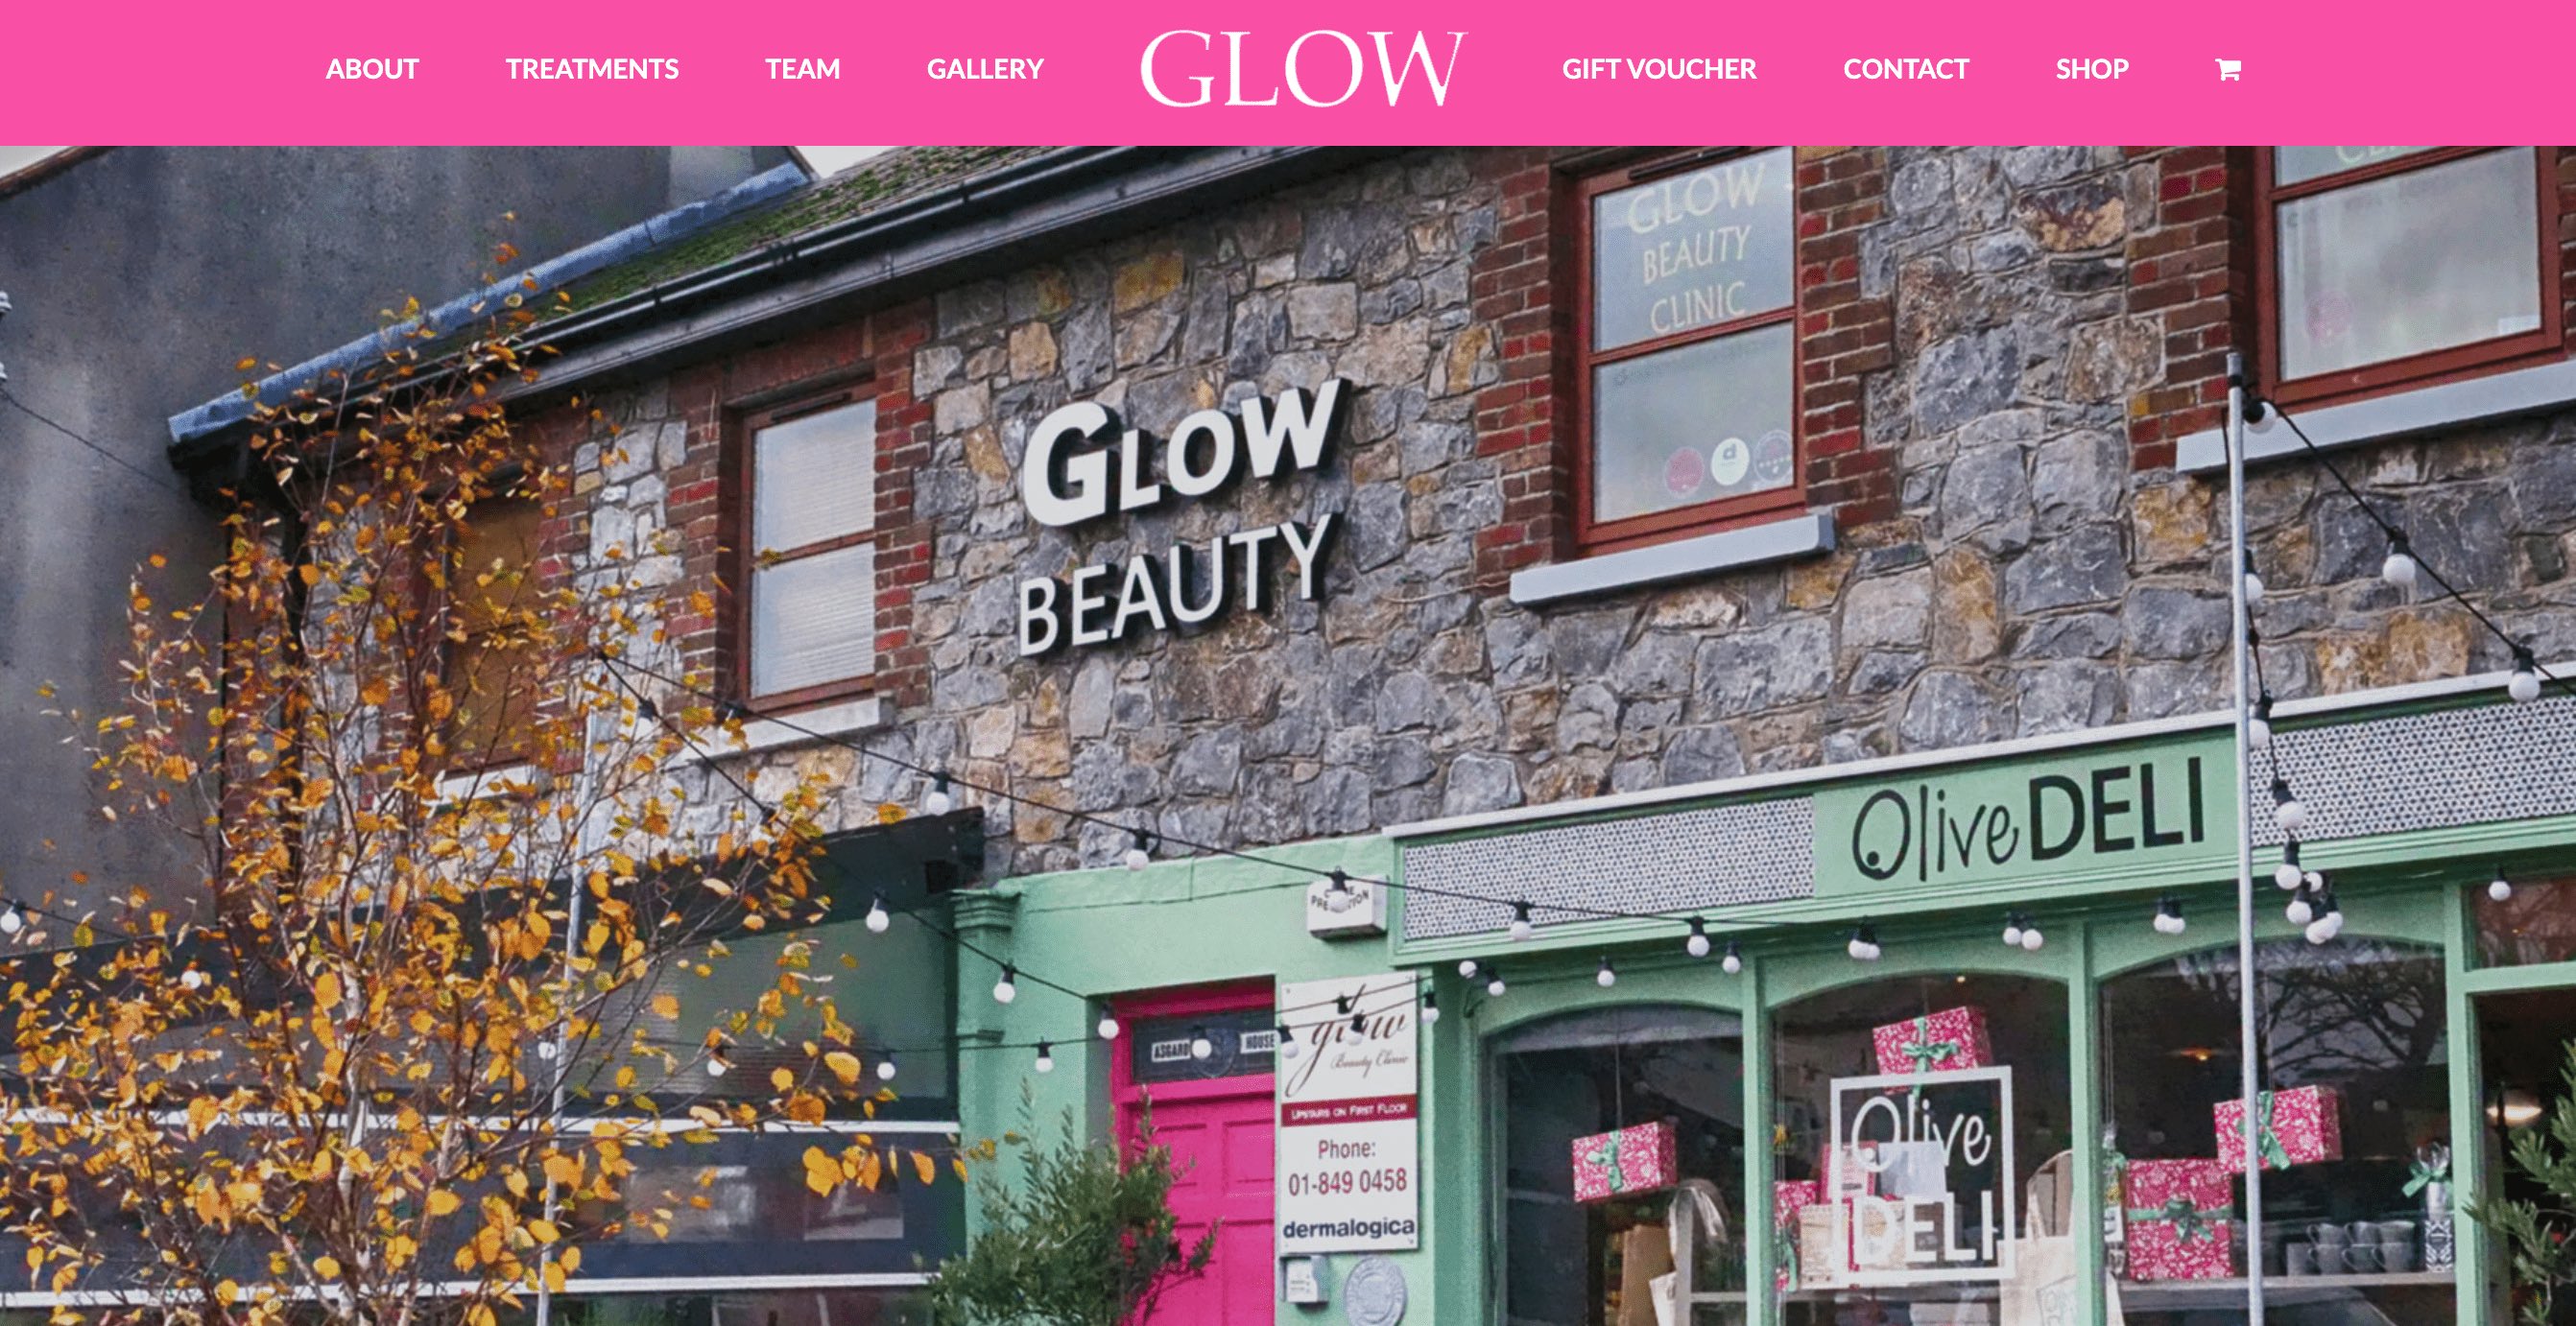 ABOUT
TREATMENTS
TEAM
GALLERY
GLOW
GIFT VOUCHER
CONTACT
SHOP
GLOW
BEAUTY
CLINIC
GLOW
BEAUTY
Olive DELI
ASGARD HOUSE
glow
Beauty Clinic
UPSTAIRS ON FIRST FLOOR
Phone:
01-849 0458
dermalogica
Olive
DELI